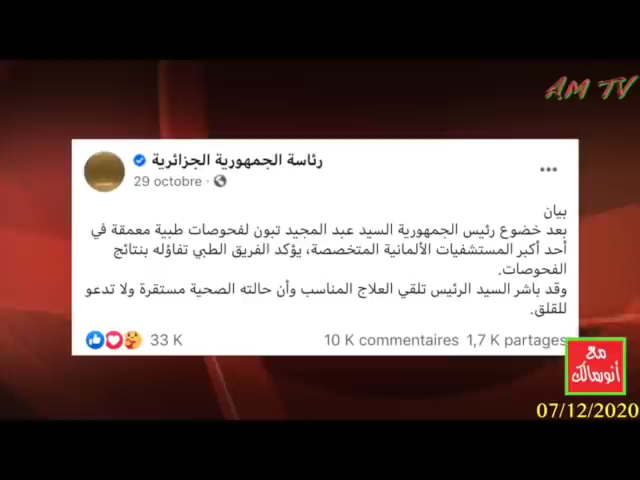 AM TV
رئاسة الجمهورية الجزائرية
29 octobre ·
بيان
بعد خضوع رئيس الجمهورية السيد عبد المجيد تبون لفحوصات طبية معمقة في
أحد أكبر المستشفيات الألمانية المتخصصة، يؤكد الفريق الطبي تفاؤله بنتائج
الفحوصات.
وقد باشر السيد الرئيس تلقي العلاج المناسب وأن حالته الصحية مستقرة ولا تدعو
للقلق.
33 K 10 K commentaires 1,7 K partages
مع
أنوسمالك
07/12/2020